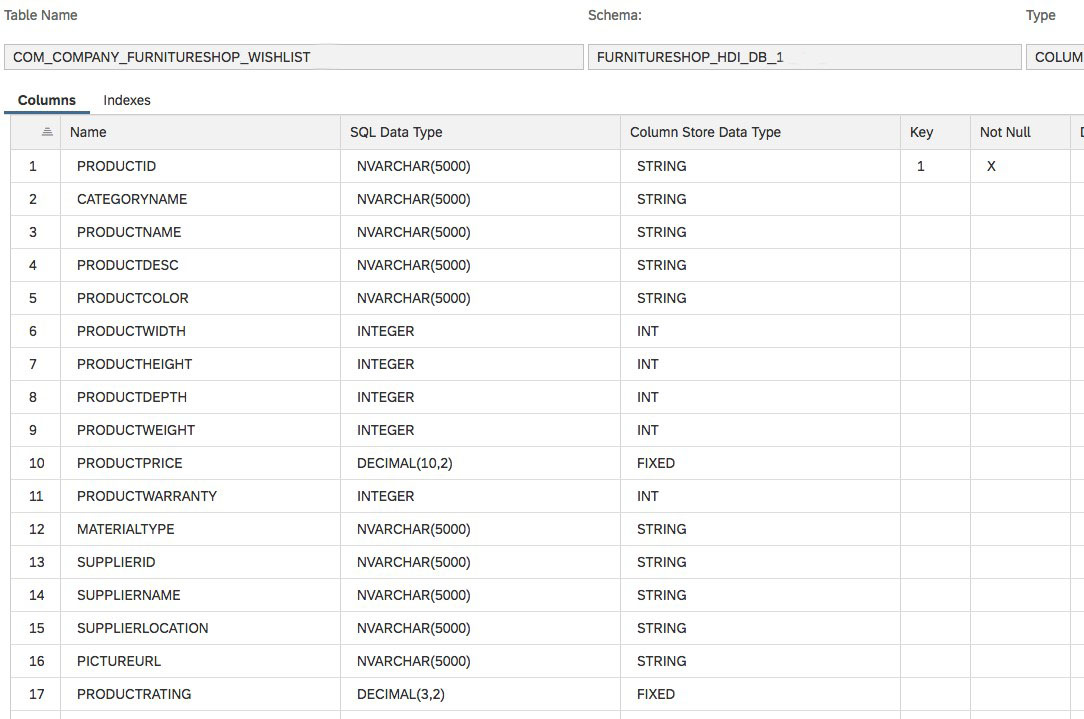 Table Name Schema: Type
COM_COMPANY_FURNITURESHOP_WISHLIST FURNITURESHOP_HDI_DB_1 COLUM
Columns Indexes
Name SQL Data Type Column Store Data Type Key Not Null D
1 PRODUCTID NVARCHAR(5000) STRING 1 X
2 CATEGORYNAME NVARCHAR(5000) STRING
3 PRODUCTNAME NVARCHAR(5000) STRING
4 PRODUCTDESC NVARCHAR(5000) STRING
5 PRODUCTCOLOR NVARCHAR(5000) STRING
6 PRODUCTWIDTH INTEGER INT
7 PRODUCTHEIGHT INTEGER INT
8 PRODUCTDEPTH INTEGER INT
9 PRODUCTWEIGHT INTEGER INT
10 PRODUCTPRICE DECIMAL(10,2) FIXED
11 PRODUCTWARRANTY INTEGER INT
12 MATERIALTYPE NVARCHAR(5000) STRING
13 SUPPLIERID NVARCHAR(5000) STRING
14 SUPPLIERNAME NVARCHAR(5000) STRING
15 SUPPLIERLOCATION NVARCHAR(5000) STRING
16 PICTUREURL NVARCHAR(5000) STRING
17 PRODUCTRATING DECIMAL(3,2) FIXED